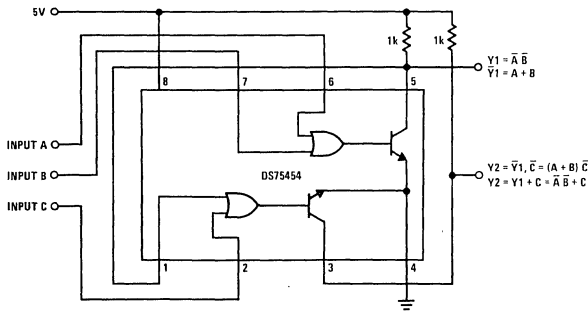 5V
1k
1k
Y1 = A̅ B̅
Y̅1 = A + B
8
7
6
5
INPUT A
INPUT B
INPUT C
DS75454
Y2 = Y̅1, C̅ = (A + B) C̅
Y2 = Y1 + C = A̅ B̅ + C
1
2
3
4